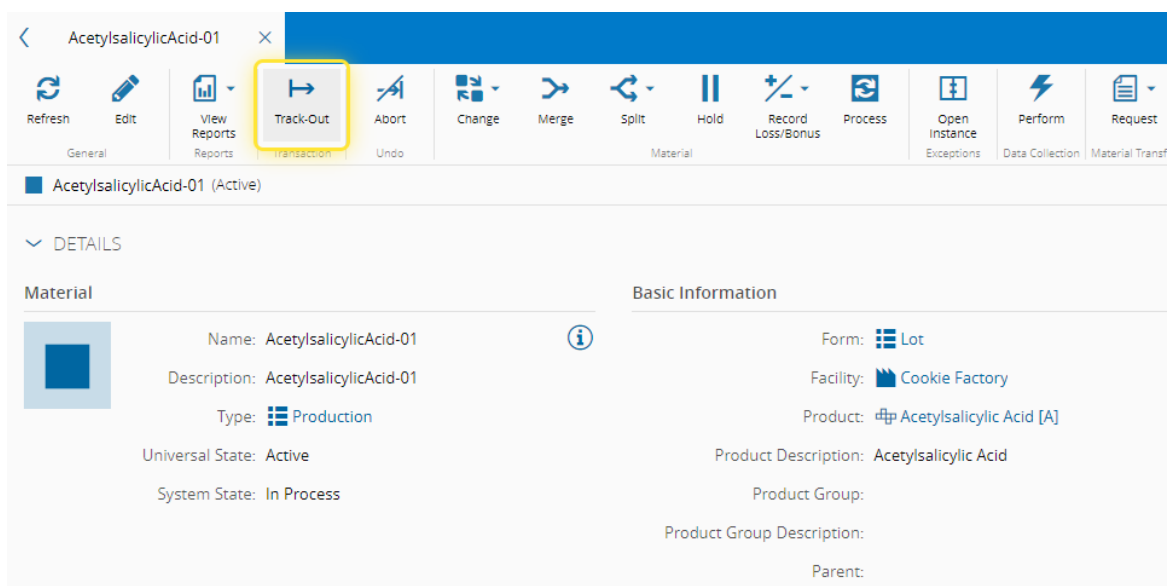 AcetylsalicylicAcid-01
Refresh Edit View Reports Track-Out Abort Change Merge Split Hold Record Loss/Bonus Process Open Instance Perform Request
General Reports Transaction Undo Material Exceptions Data Collection Material Transf
AcetylsalicylicAcid-01 (Active)
DETAILS
Material
Name: AcetylsalicylicAcid-01
Description: AcetylsalicylicAcid-01
Type: Production
Universal State: Active
System State: In Process
Basic Information
Form: Lot
Facility: Cookie Factory
Product: Acetylsalicylic Acid [A]
Product Description: Acetylsalicylic Acid
Product Group:
Product Group Description:
Parent: